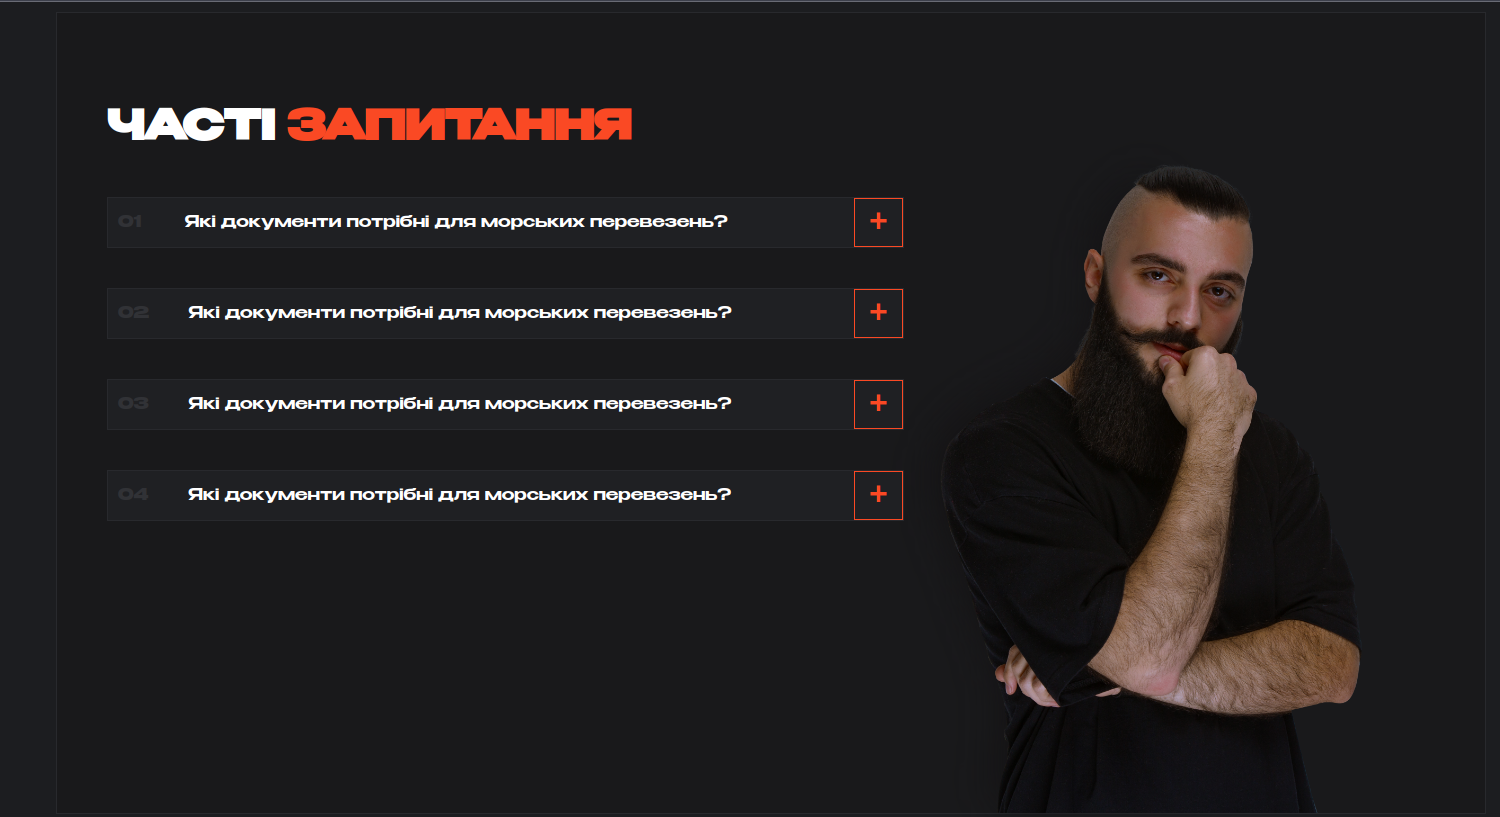 ЧАСТІ ЗАПИТАННЯ
01 Які документи потрібні для морських перевезень? +
02 Які документи потрібні для морських перевезень? +
03 Які документи потрібні для морських перевезень? +
04 Які документи потрібні для морських перевезень? +